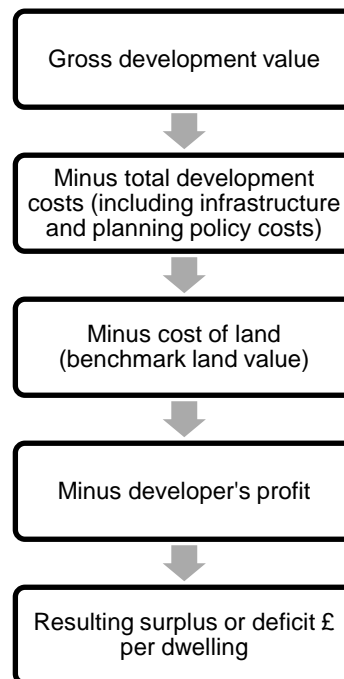 Gross development value
Minus total development
costs (including infrastructure
and planning policy costs)
Minus cost of land
(benchmark land value)
Minus developer's profit
Resulting surplus or deficit £
per dwelling